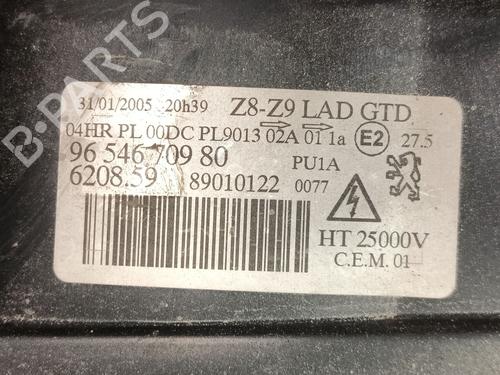 B-PARTS
31/01/2005 20h39 Z8-Z9 LAD GTD
04HR PL 00DC PL9013 02A 01 1a E2 27.5
96 546 709 80 PU1A
6208.59 89010122 0077
HT 25000V
C.E.M. 01